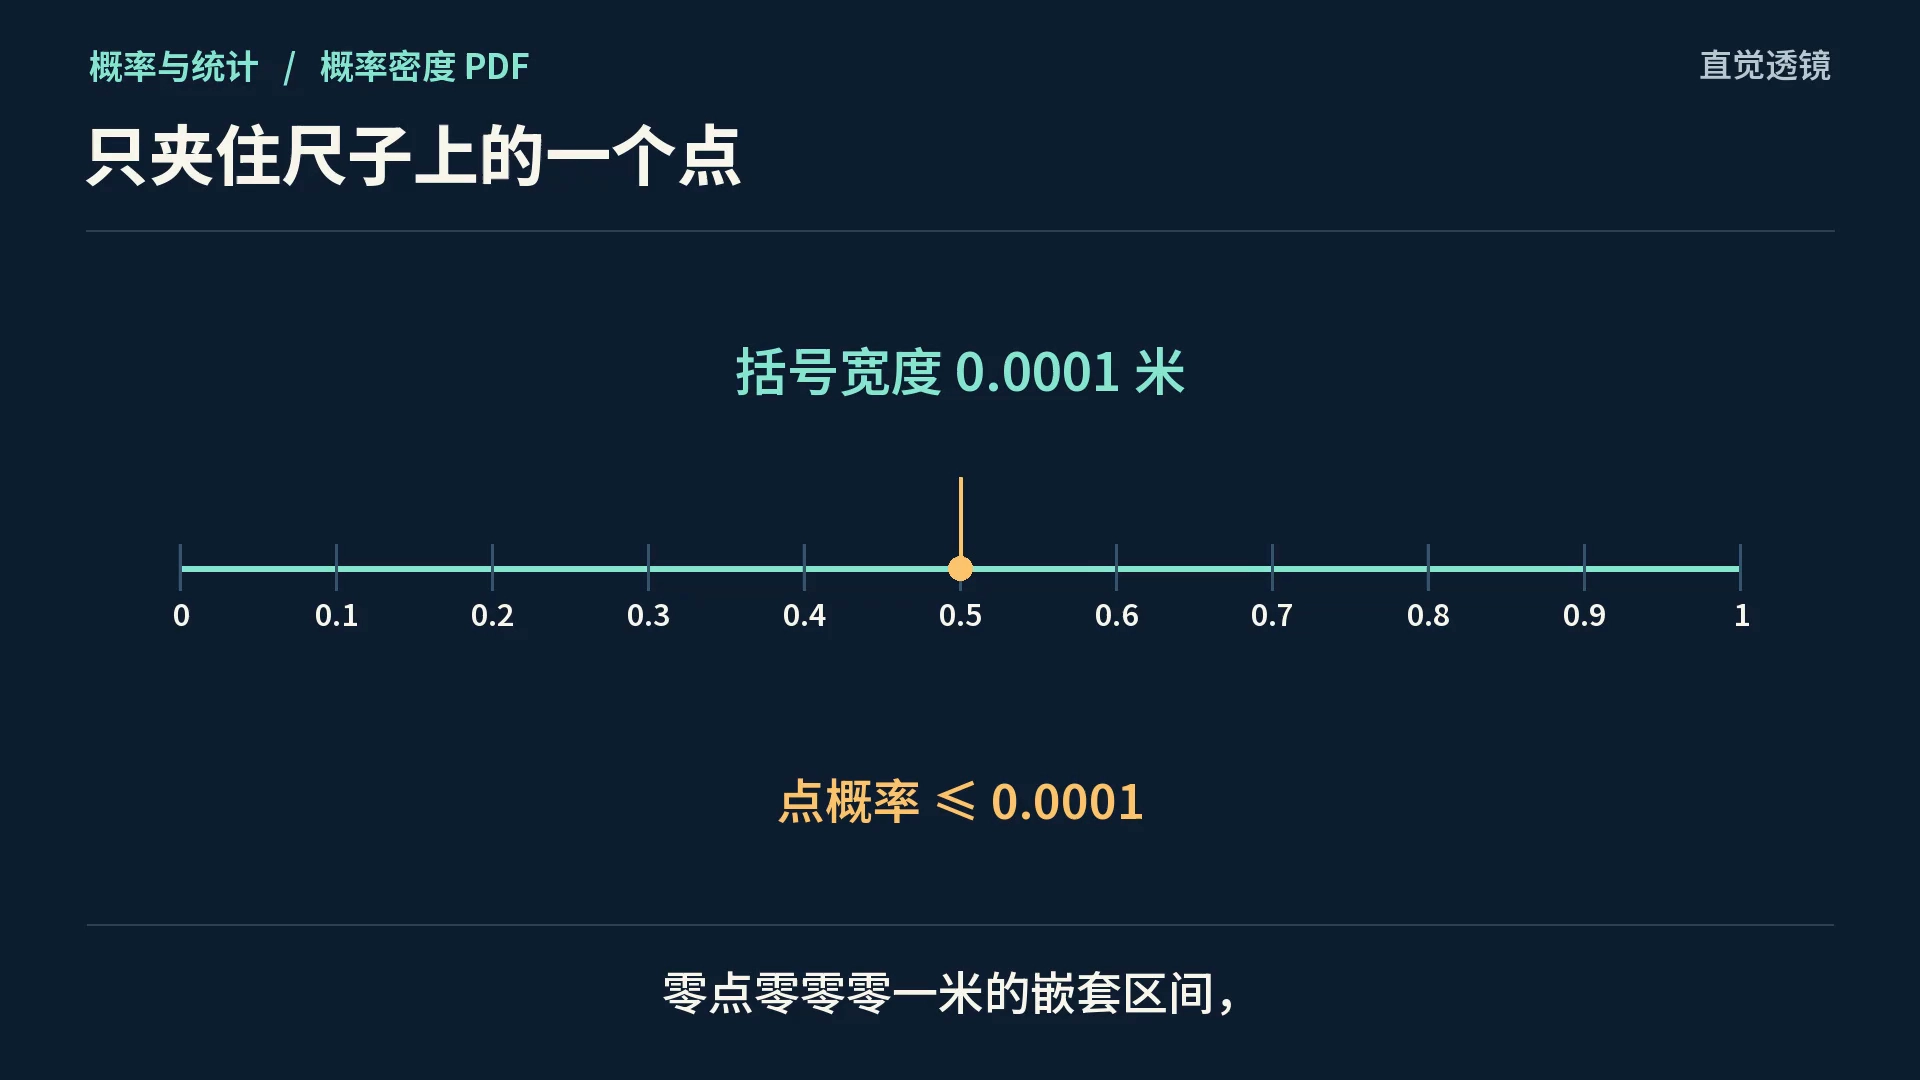 概率与统计 / 概率密度 PDF
直觉透镜
只夹住尺子上的一个点
括号宽度 0.0001 米
0 0.1 0.2 0.3 0.4 0.5 0.6 0.7 0.8 0.9 1
点概率 ≤ 0.0001
零点零零零一米的嵌套区间，